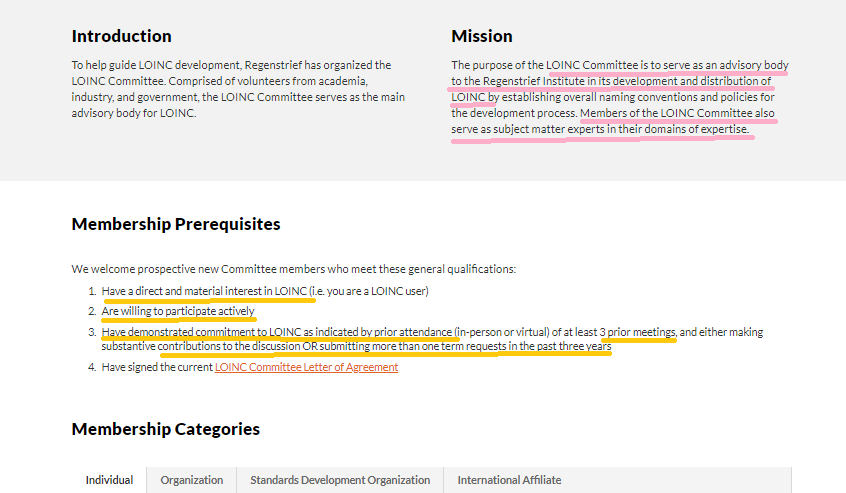 Introduction
To help guide LOINC development, Regenstrief has organized the
LOINC Committee. Comprised of volunteers from academia,
industry, and government, the LOINC Committee serves as the main
advisory body for LOINC.
Mission
The purpose of the LOINC Committee is to serve as an advisory body
to the Regenstrief Institute in its development and distribution of
LOINC by establishing overall naming conventions and policies for
the development process. Members of the LOINC Committee also
serve as subject matter experts in their domains of expertise.
Membership Prerequisites
We welcome prospective new Committee members who meet these general qualifications:
1. Have a direct and material interest in LOINC (i.e. you are a LOINC user)
2. Are willing to participate actively
3. Have demonstrated commitment to LOINC as indicated by prior attendance (in-person or virtual) of at least 3 prior meetings, and either making
substantive contributions to the discussion OR submitting more than one term requests in the past three years
4. Have signed the current LOINC Committee Letter of Agreement
Membership Categories
Individual Organization Standards Development Organization International Affiliate